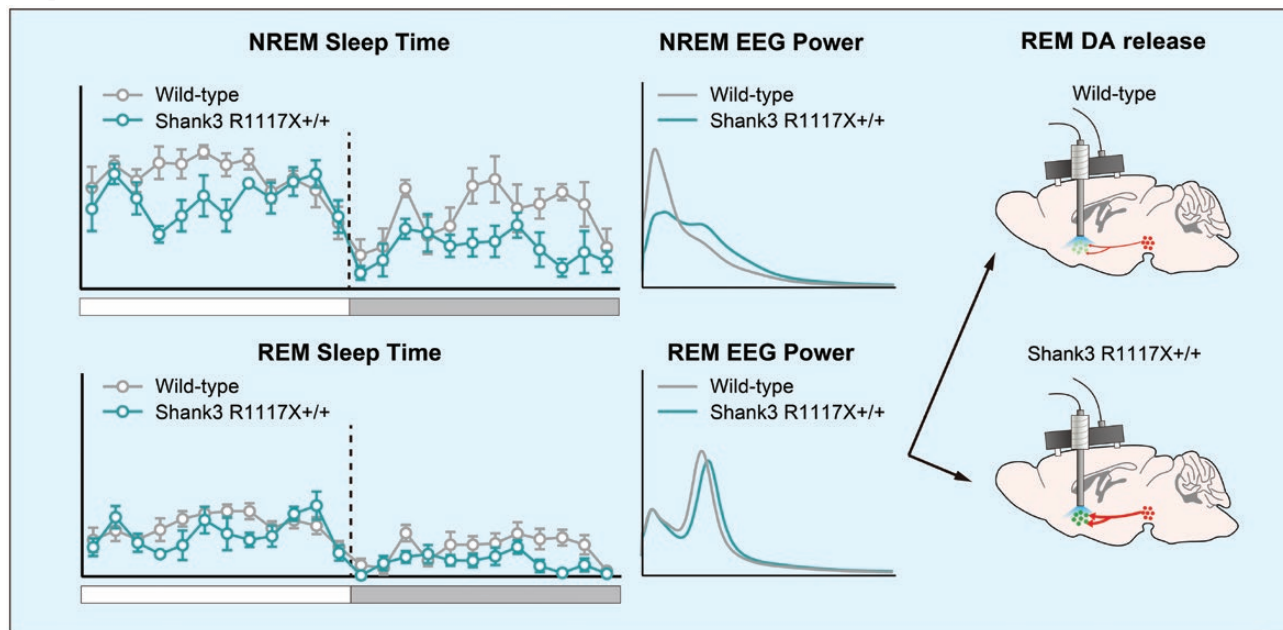 NREM Sleep Time
Wild-type
Shank3 R1117X+/+
NREM EEG Power
Wild-type
Shank3 R1117X+/+
REM DA release
Wild-type
REM Sleep Time
Wild-type
Shank3 R1117X+/+
REM EEG Power
Wild-type
Shank3 R1117X+/+
Shank3 R1117X+/+